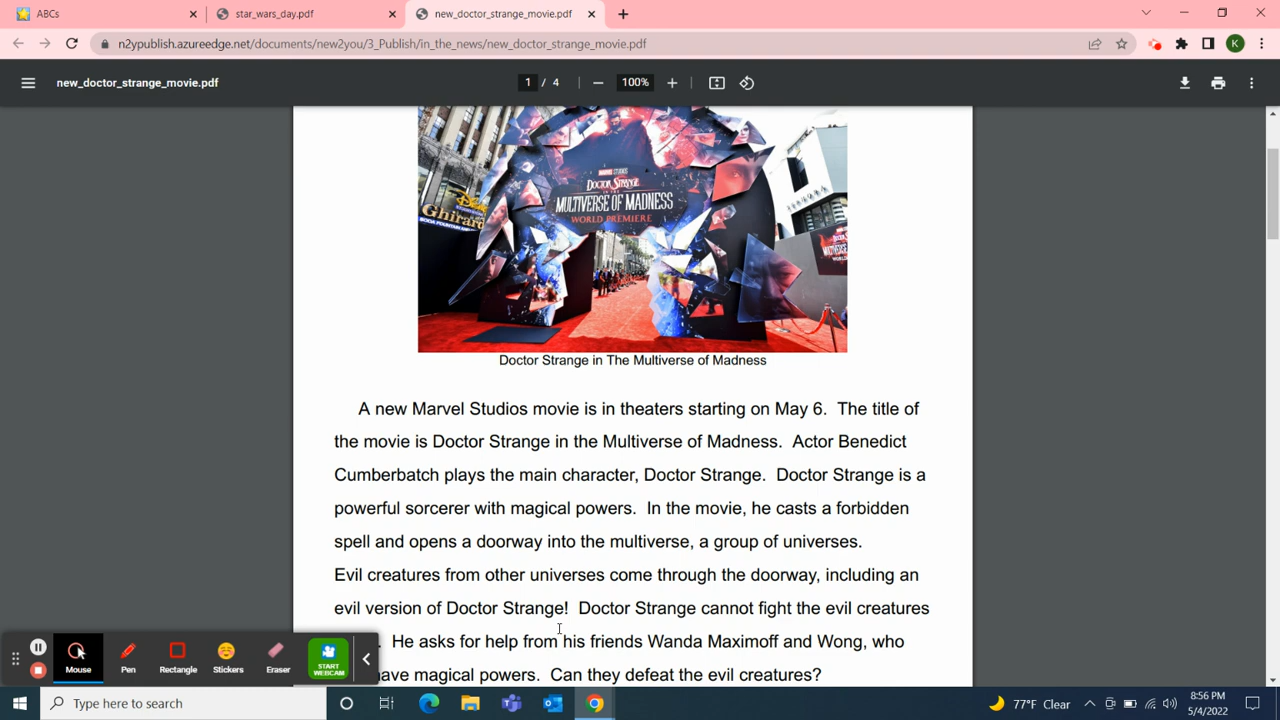 ABCs
star_wars_day.pdf
new_doctor_strange_movie.pdf
n2ypublish.azureedge.net/documents/new2you/3_Publish/in_the_news/new_doctor_strange_movie.pdf
K
new_doctor_strange_movie.pdf
1 / 4
100%
Disney
Ghirard
SODA FOUNTAIN AND
MARVEL STUDIOS
DOCTOR STRANGE
IN THE
MULTIVERSE OF MADNESS
WORLD PREMIERE
Doctor Strange in The Multiverse of Madness
A new Marvel Studios movie is in theaters starting on May 6. The title of
the movie is Doctor Strange in the Multiverse of Madness. Actor Benedict
Cumberbatch plays the main character, Doctor Strange. Doctor Strange is a
powerful sorcerer with magical powers. In the movie, he casts a forbidden
spell and opens a doorway into the multiverse, a group of universes.
Evil creatures from other universes come through the doorway, including an
evil version of Doctor Strange! Doctor Strange cannot fight the evil creatures
He asks for help from his friends Wanda Maximoff and Wong, who
ave magical powers. Can they defeat the evil creatures?
Mouse
Pen
Rectangle
Stickers
Eraser
START
WEBCAM
Type here to search
77°F Clear
8:56 PM
5/4/2022